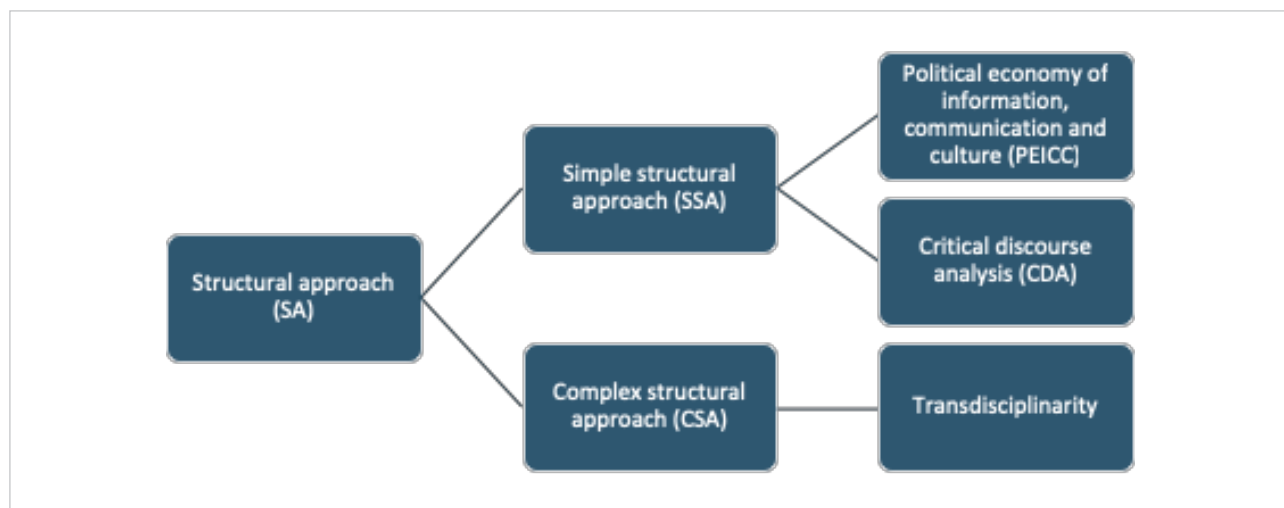 Structural approach
(SA)
Simple structural
approach (SSA)
Political economy of
information,
communication and
culture (PEICC)
Critical discourse
analysis (CDA)
Complex structural
approach (CSA)
Transdisciplinarity